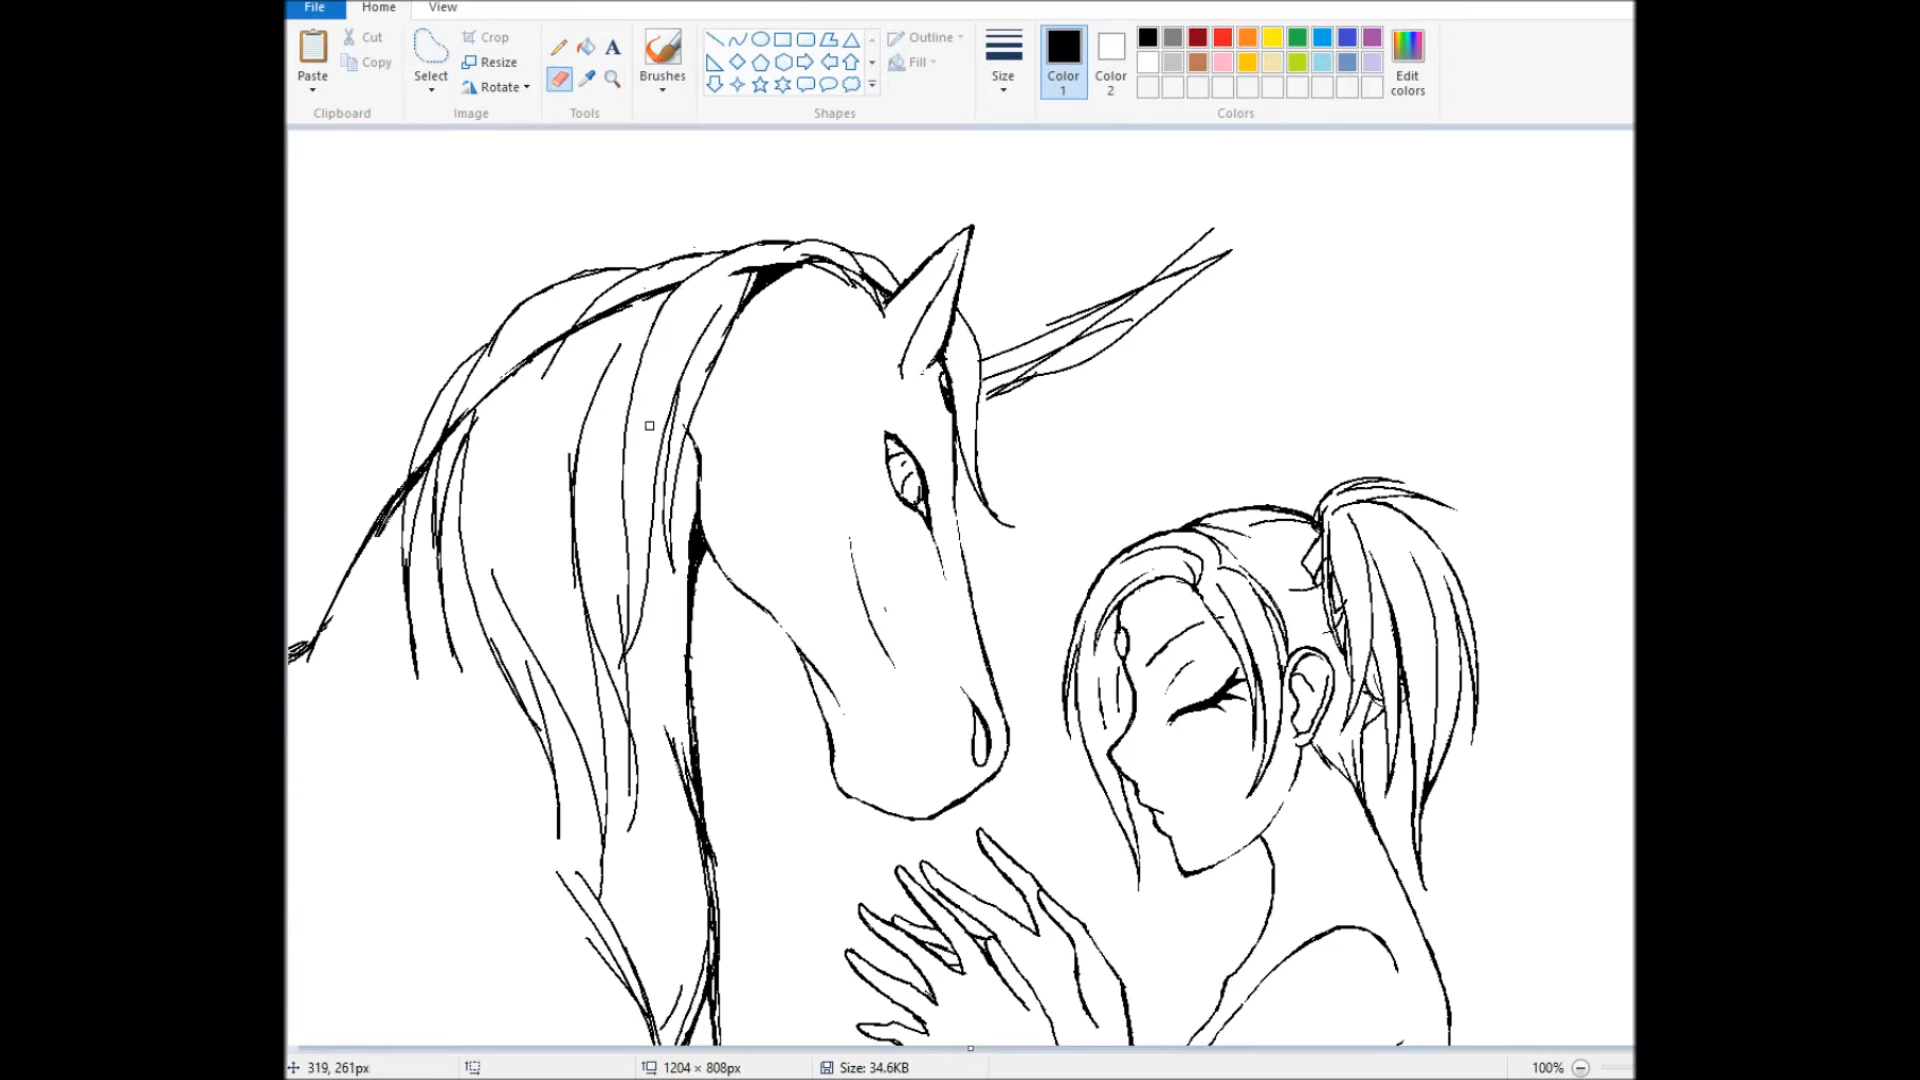 File Home View
Paste
Cut
Copy
Clipboard
Select
Crop
Resize
Rotate
Image
A
Tools
Brushes
Shapes
Outline
Fill
Size
Color 1
Color 2
Edit colors
Colors
319, 261px
1204 × 808px
Size: 34.6KB
100%